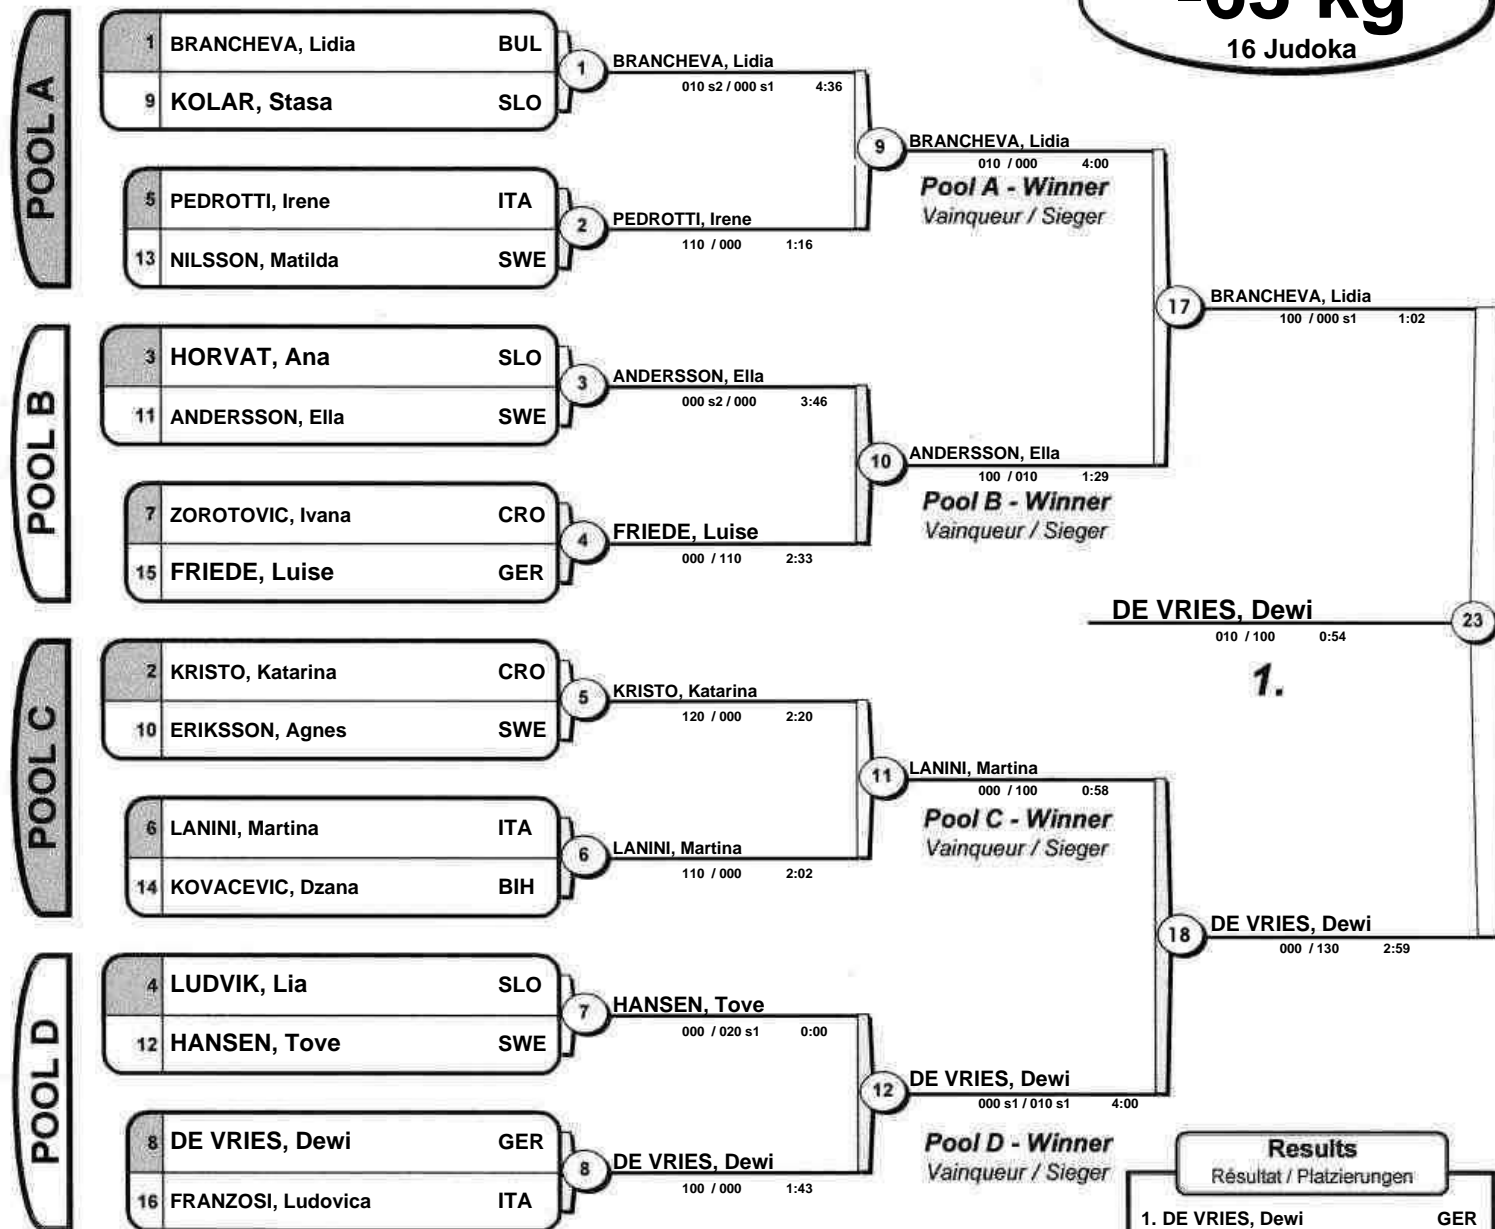 -63 kg
16 Judoka
POOL A
1 BRANCHEVA, Lidia BUL
9 KOLAR, Stasa SLO
1
BRANCHEVA, Lidia
010 s2 / 000 s1 4:36
5 PEDROTTI, Irene ITA
13 NILSSON, Matilda SWE
2
PEDROTTI, Irene
110 / 000 1:16
9
BRANCHEVA, Lidia
010 / 000 4:00
Pool A - Winner
Vainqueur / Sieger
POOL B
3 HORVAT, Ana SLO
11 ANDERSSON, Ella SWE
3
ANDERSSON, Ella
000 s2 / 000 3:46
7 ZOROTOVIC, Ivana CRO
15 FRIEDE, Luise GER
4
FRIEDE, Luise
000 / 110 2:33
10
ANDERSSON, Ella
100 / 010 1:29
Pool B - Winner
Vainqueur / Sieger
17
BRANCHEVA, Lidia
100 / 000 s1 1:02
DE VRIES, Dewi
010 / 100 0:54
23
1.
POOL C
2 KRISTO, Katarina CRO
10 ERIKSSON, Agnes SWE
5
KRISTO, Katarina
120 / 000 2:20
6 LANINI, Martina ITA
14 KOVACEVIC, Dzana BIH
6
LANINI, Martina
110 / 000 2:02
11
LANINI, Martina
000 / 100 0:58
Pool C - Winner
Vainqueur / Sieger
POOL D
4 LUDVIK, Lia SLO
12 HANSEN, Tove SWE
7
HANSEN, Tove
000 / 020 s1 0:00
8 DE VRIES, Dewi GER
16 FRANZOSI, Ludovica ITA
8
DE VRIES, Dewi
100 / 000 1:43
12
DE VRIES, Dewi
000 s1 / 010 s1 4:00
Pool D - Winner
Vainqueur / Sieger
18
DE VRIES, Dewi
000 / 130 2:59
Results
Résultat / Platzierungen
1. DE VRIES, Dewi GER